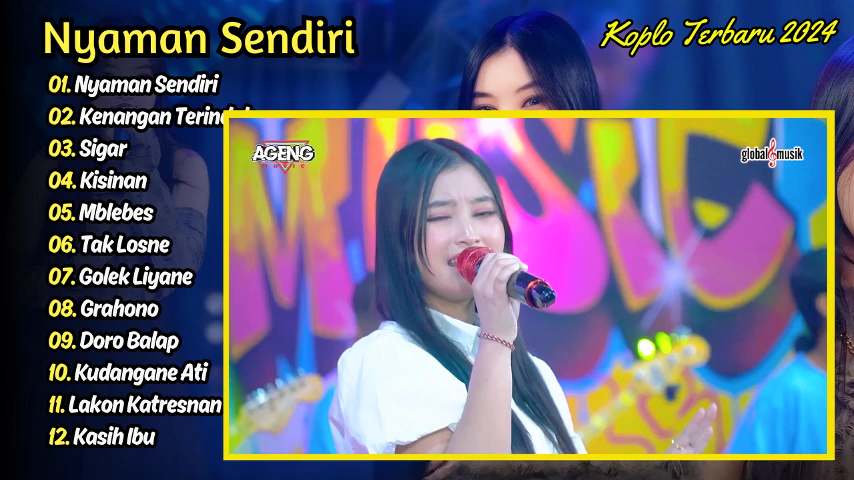 Nyaman Sendiri
Koplo Terbaru 2024
01. Nyaman Sendiri
02. Kenangan
03. Sigar
04. Kisinan
05. Mblebes
06. Tak Losne
07. Golek Liyane
08. Grahono
09. Doro Balap
10. Kudangane Ati
11. Lakon Katresnan
12. Kasih Ibu
AGENG
music
global musik